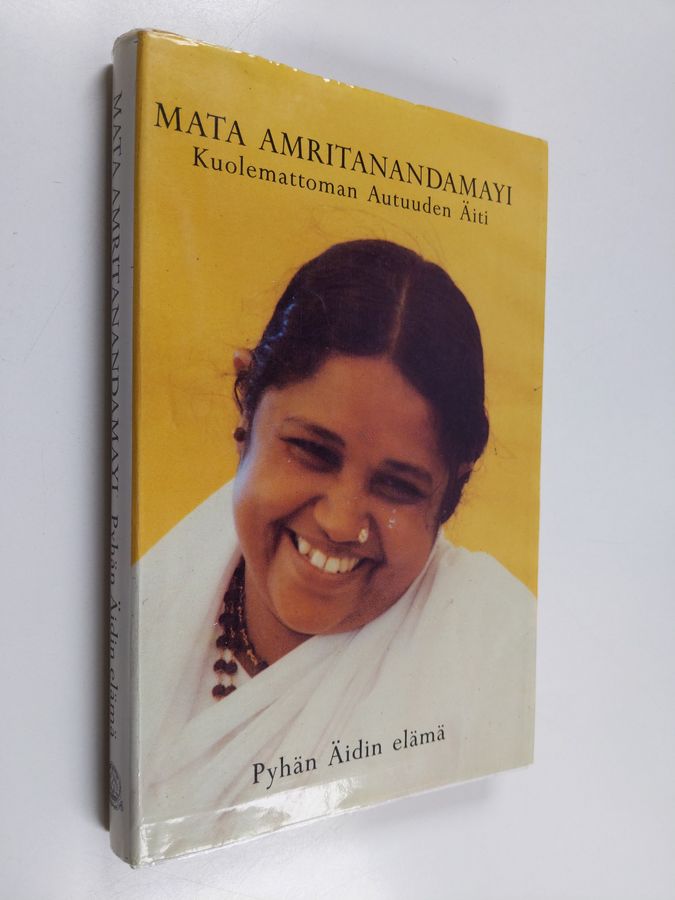 MATA AMRITANANDAMAYI
Kuolemattoman Autuuden Äiti
Pyhän Äidin elämä
MATA AMRITANANDAMAYI Pyhän Äidin elämä